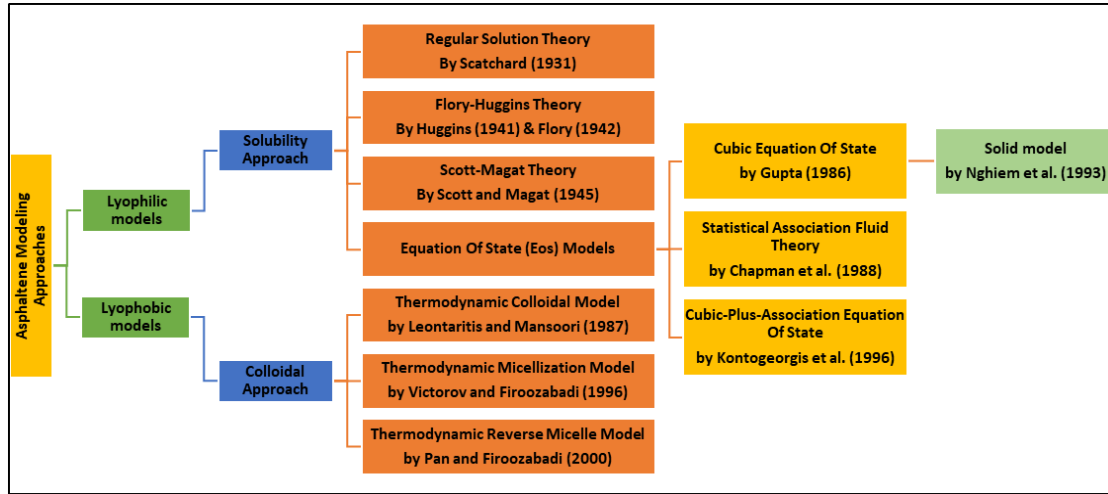 Asphaltene Modeling
Approaches
Lyophilic
models
Lyophobic
models
Solubility
Approach
Colloidal
Approach
Regular Solution Theory
By Scatchard (1931)
Flory-Huggins Theory
By Huggins (1941) & Flory (1942)
Scott-Magat Theory
By Scott and Magat (1945)
Equation Of State (Eos) Models
Thermodynamic Colloidal Model
by Leontaritis and Mansoori (1987)
Thermodynamic Micellization Model
by Victorov and Firoozabadi (1996)
Thermodynamic Reverse Micelle Model
by Pan and Firoozabadi (2000)
Cubic Equation Of State
by Gupta (1986)
Statistical Association Fluid
Theory
by Chapman et al. (1988)
Cubic-Plus-Association Equation
Of State
by Kontogeorgis et al. (1996)
Solid model
by Nghiem et al. (1993)